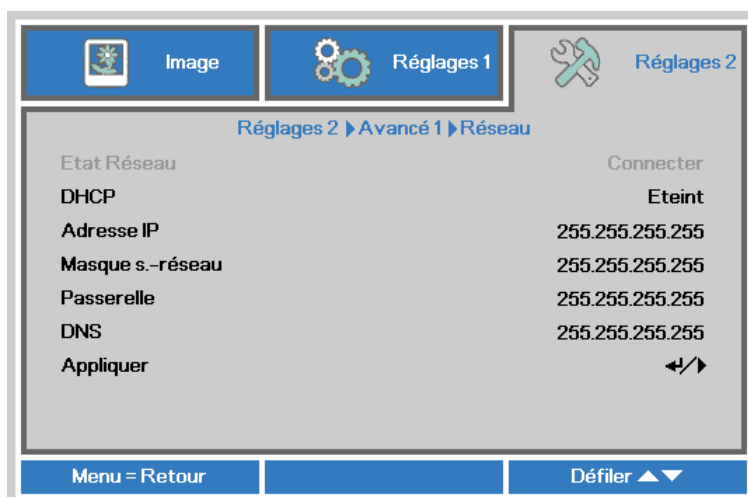 Image
Réglages 1
Réglages 2
Réglages 2 ▶ Avancé 1 ▶ Réseau
Etat Réseau Connecter
DHCP Eteint
Adresse IP 255.255.255.255
Masque s.-réseau 255.255.255.255
Passerelle 255.255.255.255
DNS 255.255.255.255
Appliquer ↵/▶
Menu = Retour
Défiler ▲▼